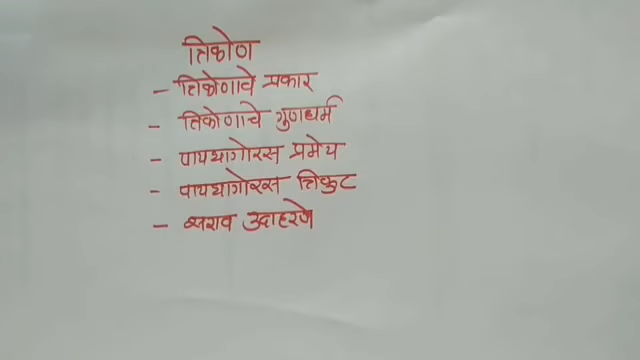 त्रिकोण
- त्रिकोणाचे प्रकार
- त्रिकोणाचे गुणधर्म
- पायथागोरस प्रमेय
- पायथागोरस त्रिकुट
- सराव उदाहरणे